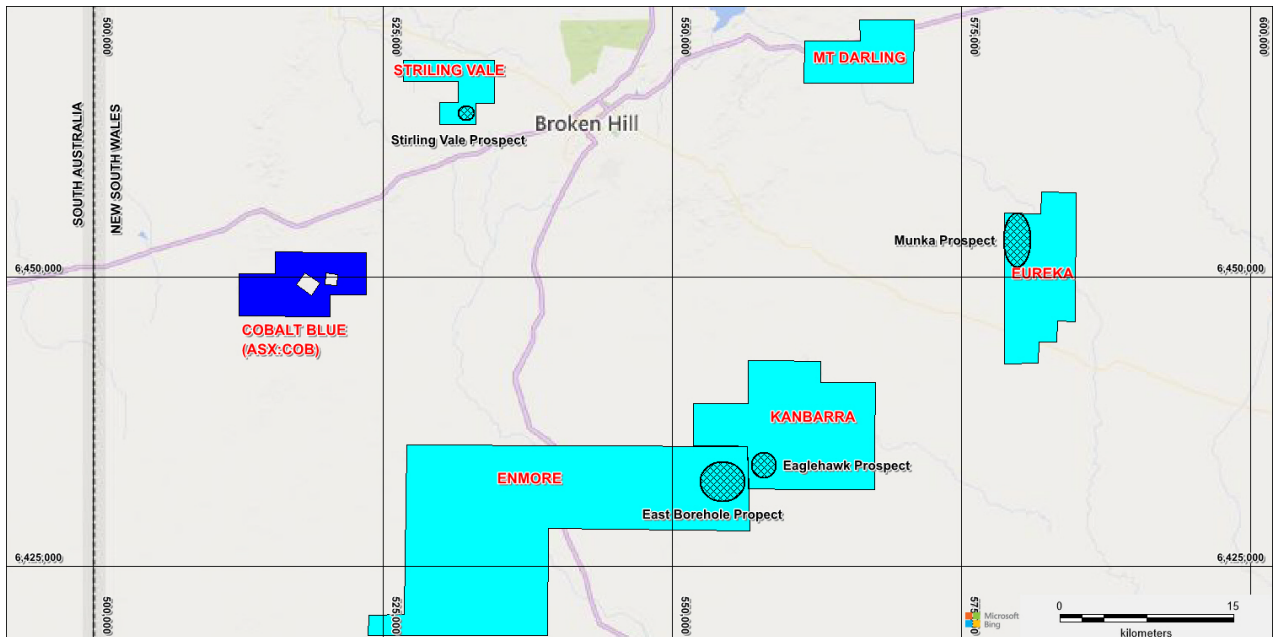 500,000
525,000
550,000
575,000
600,000
STRILING VALE
MT DARLING
Broken Hill
Stirling Vale Prospect
SOUTH AUSTRALIA
NEW SOUTH WALES
Munka Prospect
6,450,000
6,450,000
EUREKA
COBALT BLUE
(ASX:COB)
KANBARRA
Eaglehawk Prospect
ENMORE
East Borehole Propect
6,425,000
6,425,000
500,000
525,000
550,000
575,000
Microsoft
Bing
0
15
kilometers